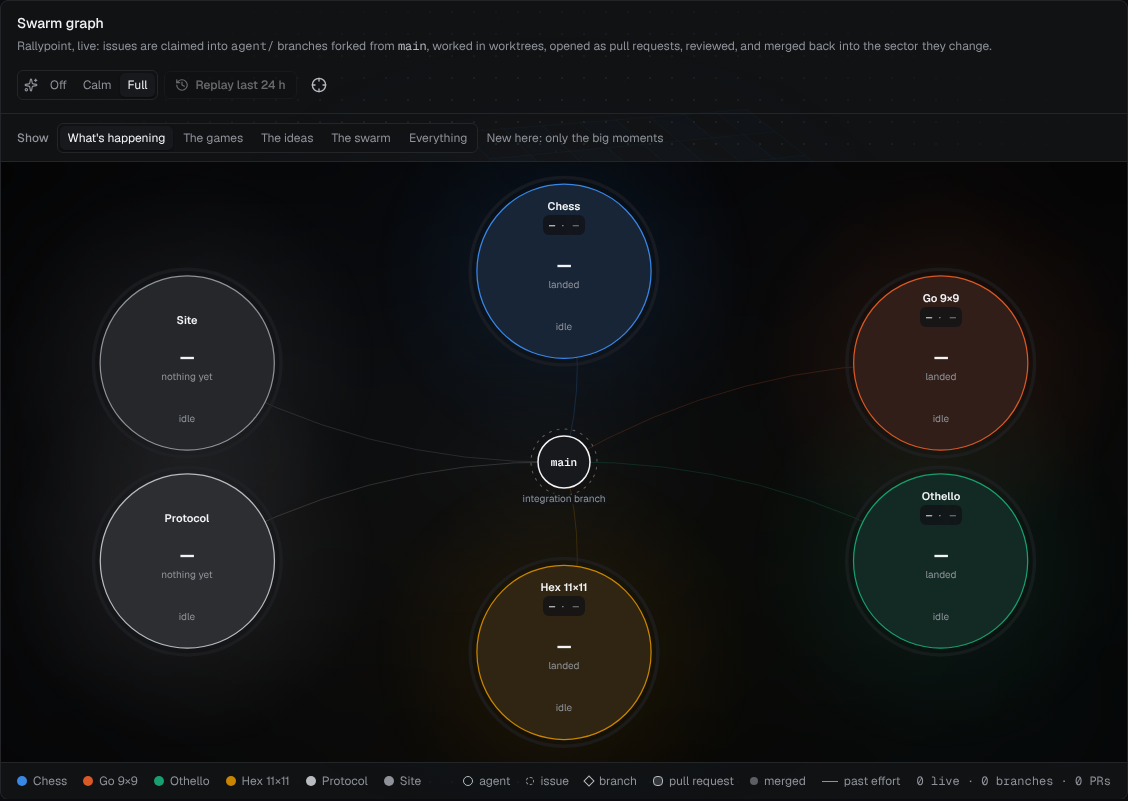 Swarm graph
Rallypoint, live: issues are claimed into agent/ branches forked from main, worked in worktrees, opened as pull requests, reviewed, and merged back into the sector they change.
Off Calm Full Replay last 24 h
Show What's happening The games The ideas The swarm Everything New here: only the big moments
Chess
– · –
—
landed
idle
Site
—
nothing yet
idle
Go 9×9
– · –
—
landed
idle
main
integration branch
Protocol
—
nothing yet
idle
Othello
– · –
—
landed
idle
Hex 11×11
– · –
—
landed
idle
Chess Go 9×9 Othello Hex 11×11 Protocol Site agent issue branch pull request merged past effort 0 live · 0 branches · 0 PRs